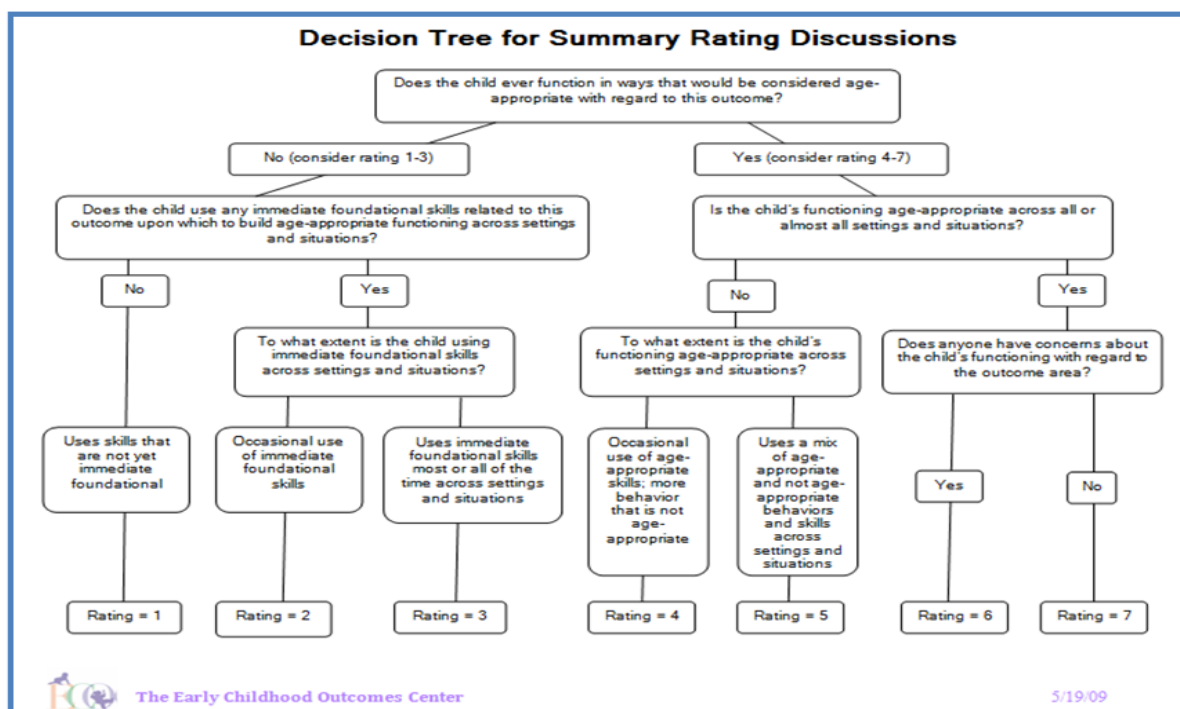 Decision Tree for Summary Rating Discussions
Does the child ever function in ways that would be considered age-
appropriate with regard to this outcome?
No (consider rating 1-3)
Yes (consider rating 4-7)
Does the child use any immediate foundational skills related to this
outcome upon which to build age-appropriate functioning across settings
and situations?
Is the child's functioning age-appropriate across all or
almost all settings and situations?
No
Yes
No
Yes
To what extent is the child using
immediate foundational skills
across settings and situations?
To what extent is the child's
functioning age-appropriate across
settings and situations?
Does anyone have concerns about
the child's functioning with regard to
the outcome area?
Uses skills that
are not yet
immediate
foundational
Occasional use
of immediate
foundational
skills
Uses immediate
foundational skills
most or all of the
time across settings
and situations
Occasional
use of age-
appropriate
skills; more
behavior
that is not
age-
appropriate
Uses a mix
of age-
appropriate
and not age-
appropriate
behaviors
and skills
across
settings and
situations
Yes
No
Rating = 1
Rating = 2
Rating = 3
Rating = 4
Rating = 5
Rating = 6
Rating = 7
The Early Childhood Outcomes Center
5/19/09